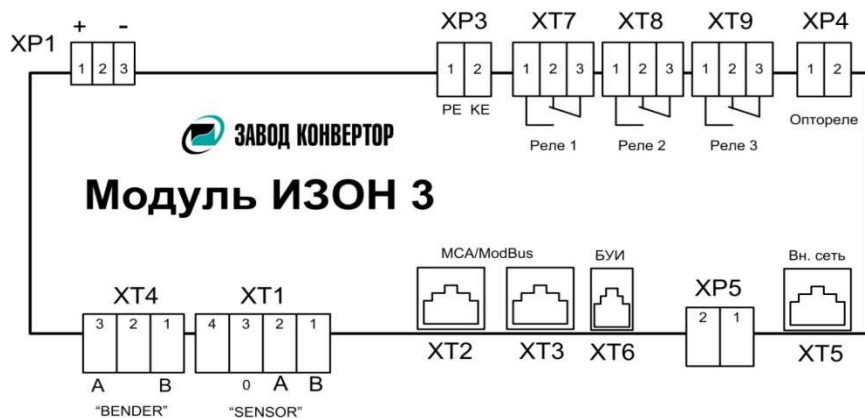 XP1 + - XP3 XT7 XT8 XT9 XP4
1 2 3 1 2 1 2 3 1 2 3 1 2 3 1 2
PE KE
Реле 1 Реле 2 Реле 3 Оптореле
ЗАВОД КОНВЕРТОР
Модуль ИЗОН 3
MCA/ModBus БУИ Вн. сеть
XT4 XT1 XP5
3 2 1 4 3 2 1 2 1
XT2 XT3 XT6 XT5
A B 0 A B
“BENDER” “SENSOR”